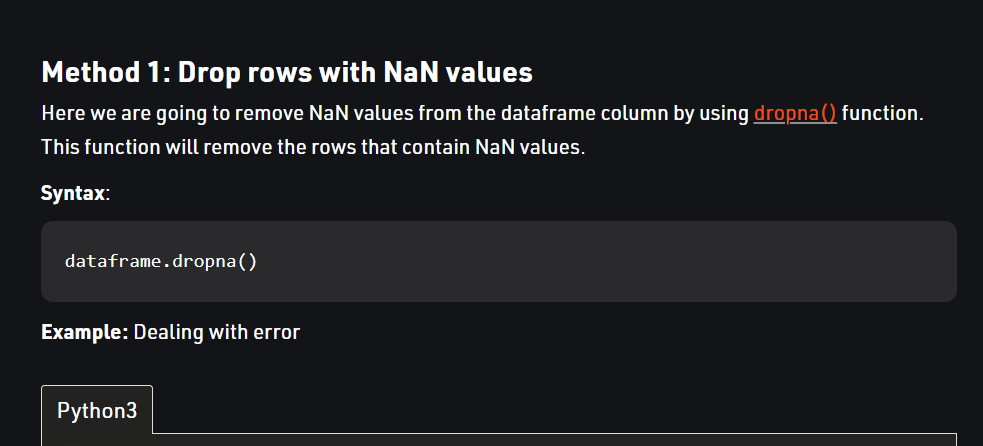 Method 1: Drop rows with NaN values
Here we are going to remove NaN values from the dataframe column by using dropna() function.
This function will remove the rows that contain NaN values.
Syntax:
dataframe.dropna()
Example: Dealing with error
Python3